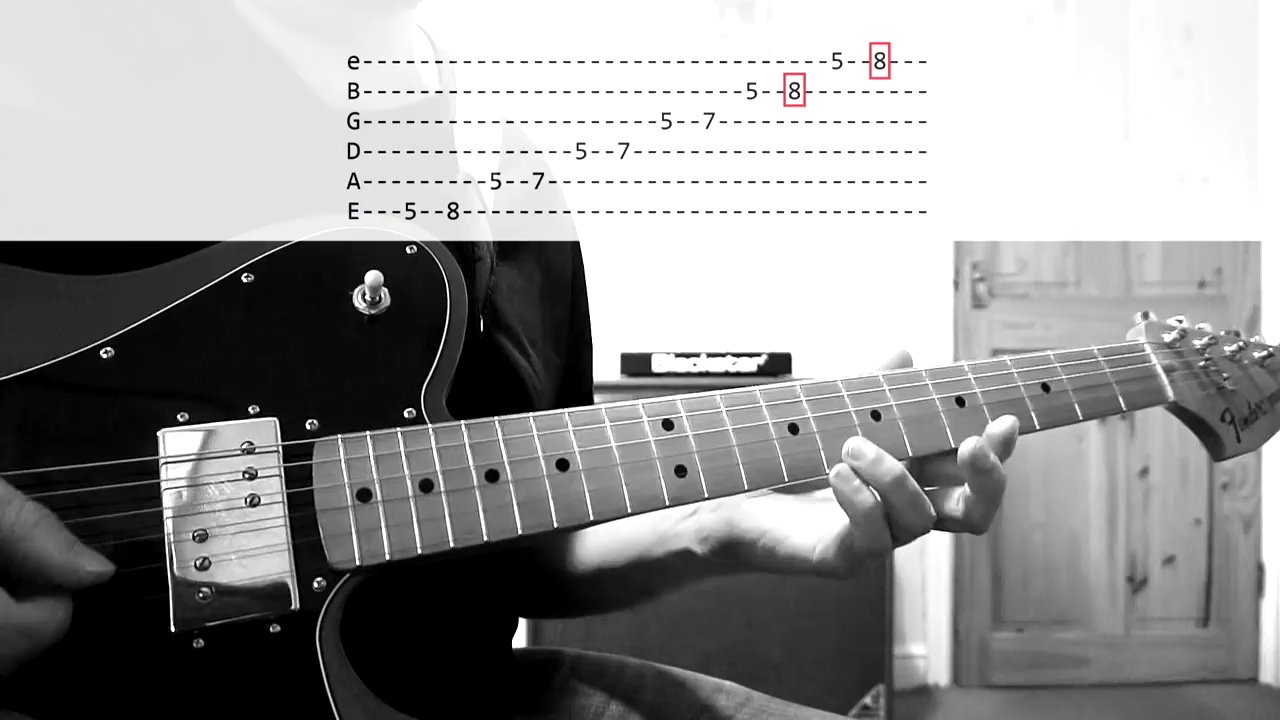 e--------------------------------------5--8---
B--------------------------------5--8---------
G--------------------------5--7---------------
D--------------------5--7---------------------
A---------5--7--------------------------------
E---5--8--------------------------------------
Blackstar
Fender